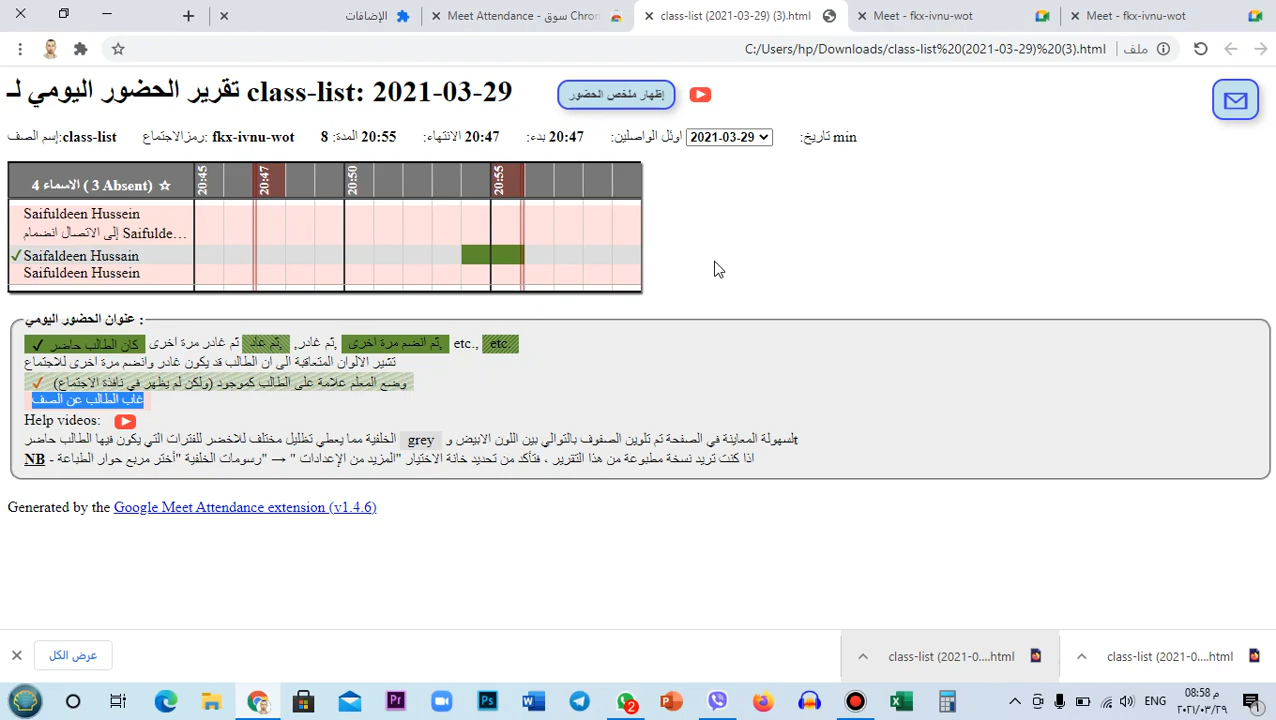 الإضافات
Meet Attendance - سوق Chron
class-list (2021-03-29) (3).html
Meet - fkx-ivnu-wot
Meet - fkx-ivnu-wot
C:/Users/hp/Downloads/class-list%20(2021-03-29)%20(3).html
ملف
تقرير الحضور اليومي لـ class-list: 2021-03-29
إظهار ملخص الحضور
إسم الصف:class-list
رمزالاجتماع: fkx-ivnu-wot
المدة: 8
الانتهاء: 20:55
بدء: 20:47
اوئل الواصلين: 20:47
2021-03-29
تاريخ: min
الاسماء 4 ( 3 Absent) ☆
20:45
20:47
20:50
20:55
Saifuldeen Hussein
إلى الاتصال انضمام Saifulde…
✓Saifaldeen Hussain
Saifuldeen Hussein
عنوان الحضور اليومي :
✓ كان الطالب حاضر ثم غادر مرة اخرى ,ثم غاد ,ثم غادر, ,ثم انضم مرة اخرى etc., etc.
تشير الالوان المتعاقبة الى ان الطالب قد يكون غادر وانضم مرة اخرى للاجتماع
✓ وضع المعلم علامة على الطالب كموجود (ولكن لم يظهر في نافذة الاجتماع)
غاب الطالب عن الصف
Help videos:
tلسهولة المعاينة في الصفحة تم تلوين الصفوف بالتوالي بين اللون الابيض و grey الخلفية مما يعطي تظليل مختلف للاخضر للفترات التي يكون فيها الطالب حاضر
NB - اذا كنت تريد نسخة مطبوعة من هذا التقرير ، فتأكد من تحديد خانة الاختيار "المزيد من الإعدادات " → "رسومات الخلفية "أختر مربع حوار الطباعة
Generated by the Google Meet Attendance extension (v1.4.6)
عرض الكل
class-list (2021-0....html
class-list (2021-0....html
2
ENG
08:58 م
٢٠٢١/٠٣/٢٩
1